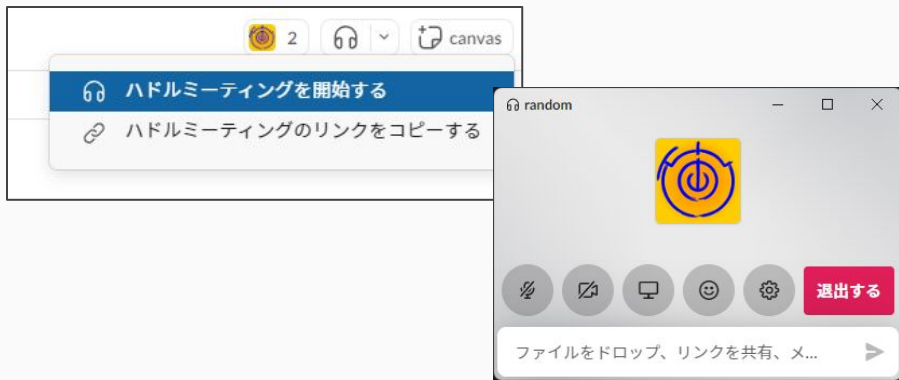 2
canvas
ハドルミーティングを開始する
ハドルミーティングのリンクをコピーする
random
退出する
ファイルをドロップ、リンクを共有、メ...